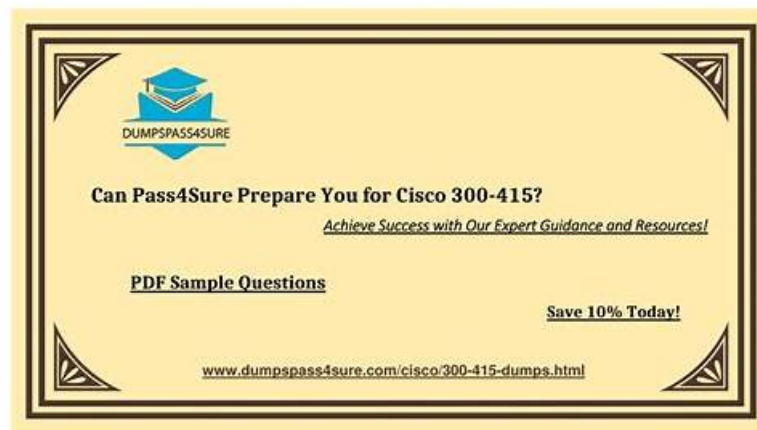 DUMPSPASS4SURE
Can Pass4Sure Prepare You for Cisco 300-415?
Achieve Success with Our Expert Guidance and Resources!
PDF Sample Questions
Save 10% Today!
www.dumpspass4sure.com/cisco/300-415-dumps.html